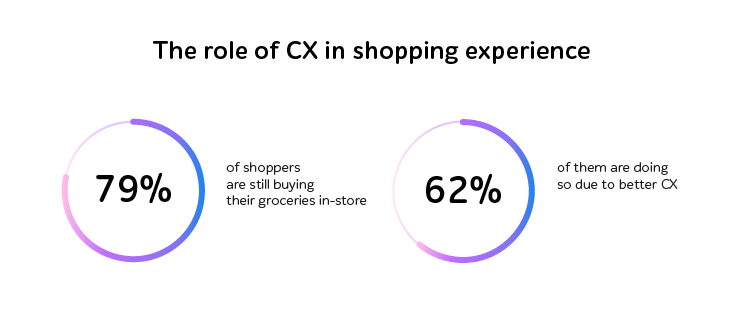 The role of CX in shopping experience
79%
of shoppers
are still buying
their groceries in-store
62%
of them are doing
so due to better CX